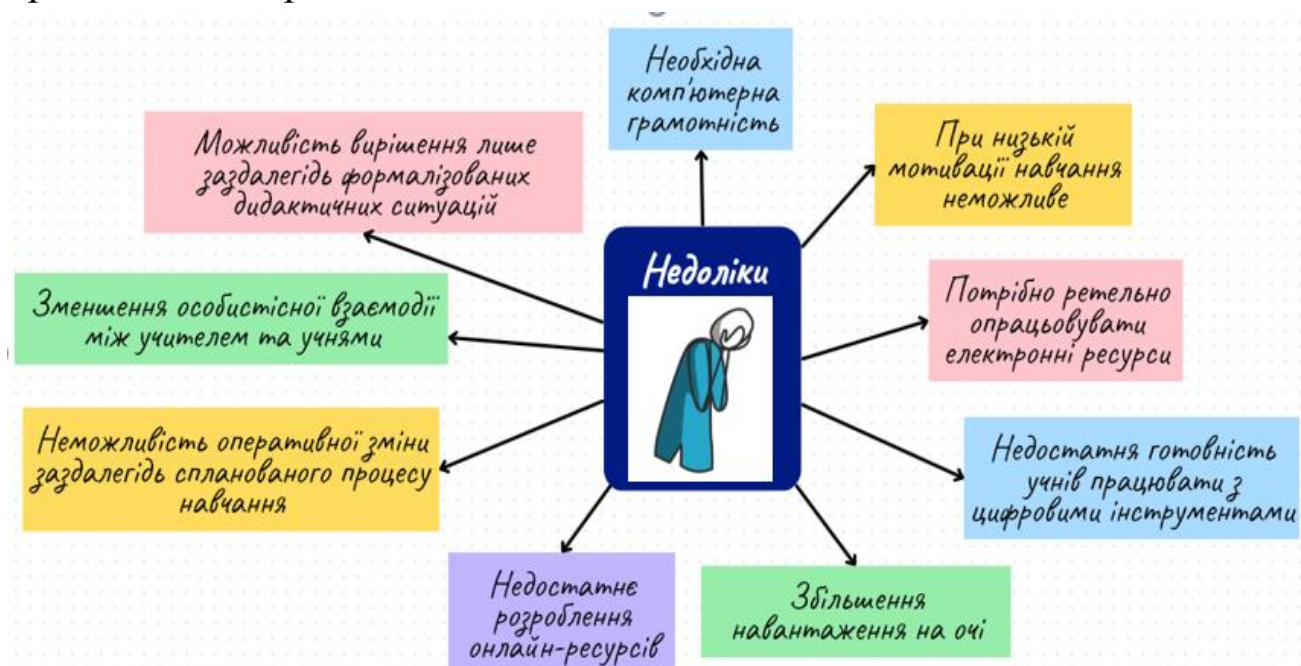 Необхідна
комп'ютерна
грамотність
Можливість вирішення лише
заздалегідь формалізованих
дидактичних ситуацій
При низькій
мотивації навчання
неможливе
Недоліки
Зменшення особистісної взаємодії
між учителем та учнями
Потрібно ретельно
опрацьовувати
електронні ресурси
Неможливість оперативної зміни
заздалегідь спланованого процесу
навчання
Недостатня готовність
учнів працювати з
цифровими інструментами
Недостатнє
розроблення
онлайн-ресурсів
Збільшення
навантаження на очі